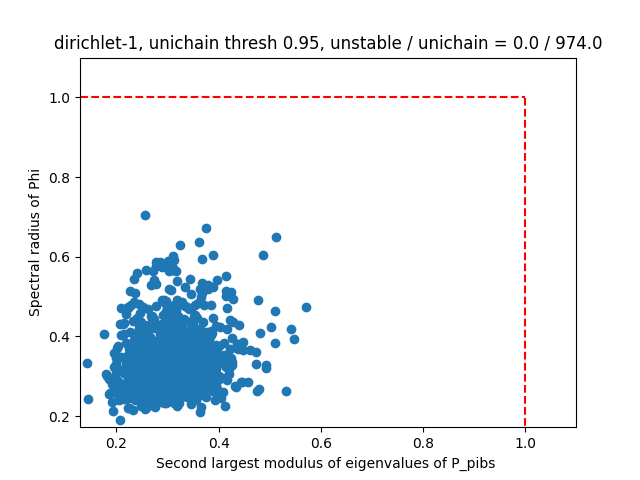 dirichlet-1, unichain thresh 0.95, unstable / unichain = 0.0 / 974.0
1.0
0.8
0.6
0.4
0.2
Spectral radius of Phi
0.2 0.4 0.6 0.8 1.0
Second largest modulus of eigenvalues of P_pibs